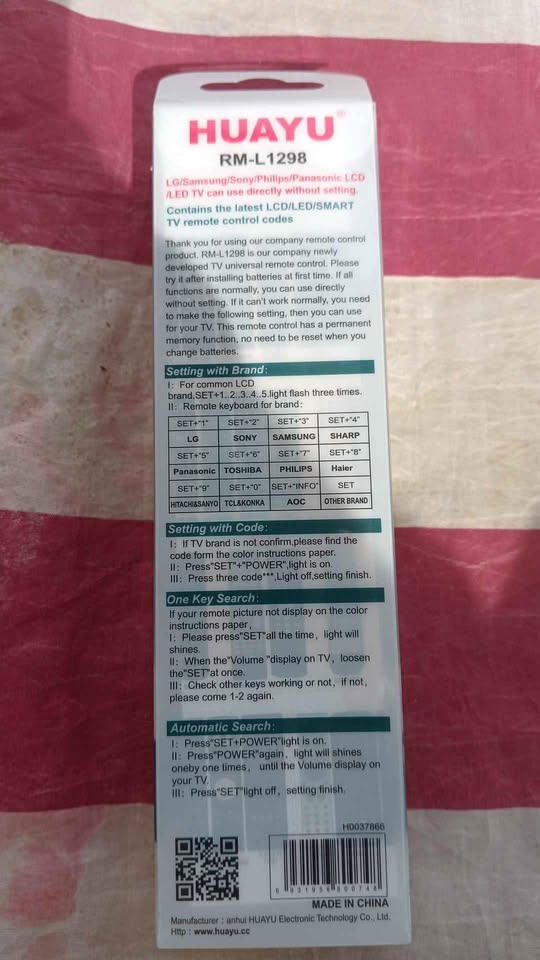 HUAYU®
RM-L1298
LG/Samsung/Sony/Philips/Panasonic LCD
/LED TV can use directly without setting.
Contains the latest LCD/LED/SMART
TV remote control codes
Thank you for using our company remote control
product. RM-L1298 is our company newly
developed TV universal remote control. Please
try it after installing batteries at first time. If all
functions are normally, you can use directly
without setting. If it can't work normally, you need
to make the following setting, then you can use
for your TV. This remote control has a permanent
memory function, no need to be reset when you
change batteries.
Setting with Brand:
I: For common LCD
brand,SET+1..2..3..4..5.light flash three times.
II: Remote keyboard for brand:
SET+"1" SET+"2" SET+"3" SET+"4"
LG SONY SAMSUNG SHARP
SET+"5" SET+"6" SET+"7" SET+"8"
Panasonic TOSHIBA PHILIPS Haier
SET+"9" SET+"0" SET+"INFO" SET
HITACHI&SANYO TCL&KONKA AOC OTHER BRAND
Setting with Code:
I: If TV brand is not confirm,please find the
code form the color instructions paper.
II: Press"SET"+"POWER",light is on.
III: Press three code***,Light off,setting finish.
One Key Search:
If your remote picture not display on the color
instructions paper,
I: Please press"SET"all the time, light will
shines.
II: When the"Volume "display on TV, loosen
the"SET"at once.
III: Check other keys working or not, if not,
please come 1-2 again.
Automatic Search:
I: Press"SET+POWER"light is on.
II: Press"POWER"again, light will shines
oneby one times, until the Volume display on
your TV.
III: Press"SET"light off, setting finish.
H0037866
6 931956 800748
MADE IN CHINA
Manufacturer : anhui HUAYU Electronic Technology Co., Ltd.
Http : www.huayu.cc